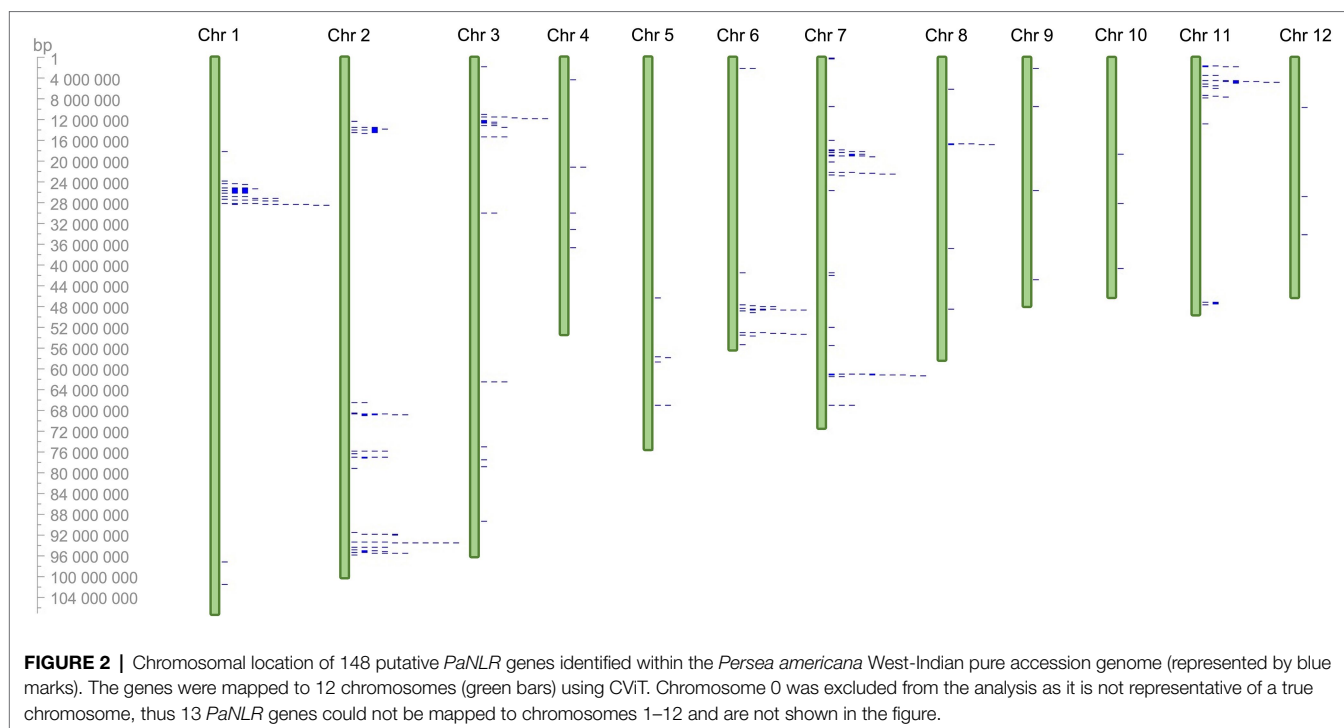 Chr 1 Chr 2 Chr 3 Chr 4 Chr 5 Chr 6 Chr 7 Chr 8 Chr 9 Chr 10 Chr 11 Chr 12
bp
1
4 000 000
8 000 000
12 000 000
16 000 000
20 000 000
24 000 000
28 000 000
32 000 000
36 000 000
40 000 000
44 000 000
48 000 000
52 000 000
56 000 000
60 000 000
64 000 000
68 000 000
72 000 000
76 000 000
80 000 000
84 000 000
88 000 000
92 000 000
96 000 000
100 000 000
104 000 000
FIGURE 2 | Chromosomal location of 148 putative PaNLR genes identified within the Persea americana West-Indian pure accession genome (represented by blue
marks). The genes were mapped to 12 chromosomes (green bars) using CViT. Chromosome 0 was excluded from the analysis as it is not representative of a true
chromosome, thus 13 PaNLR genes could not be mapped to chromosomes 1–12 and are not shown in the figure.